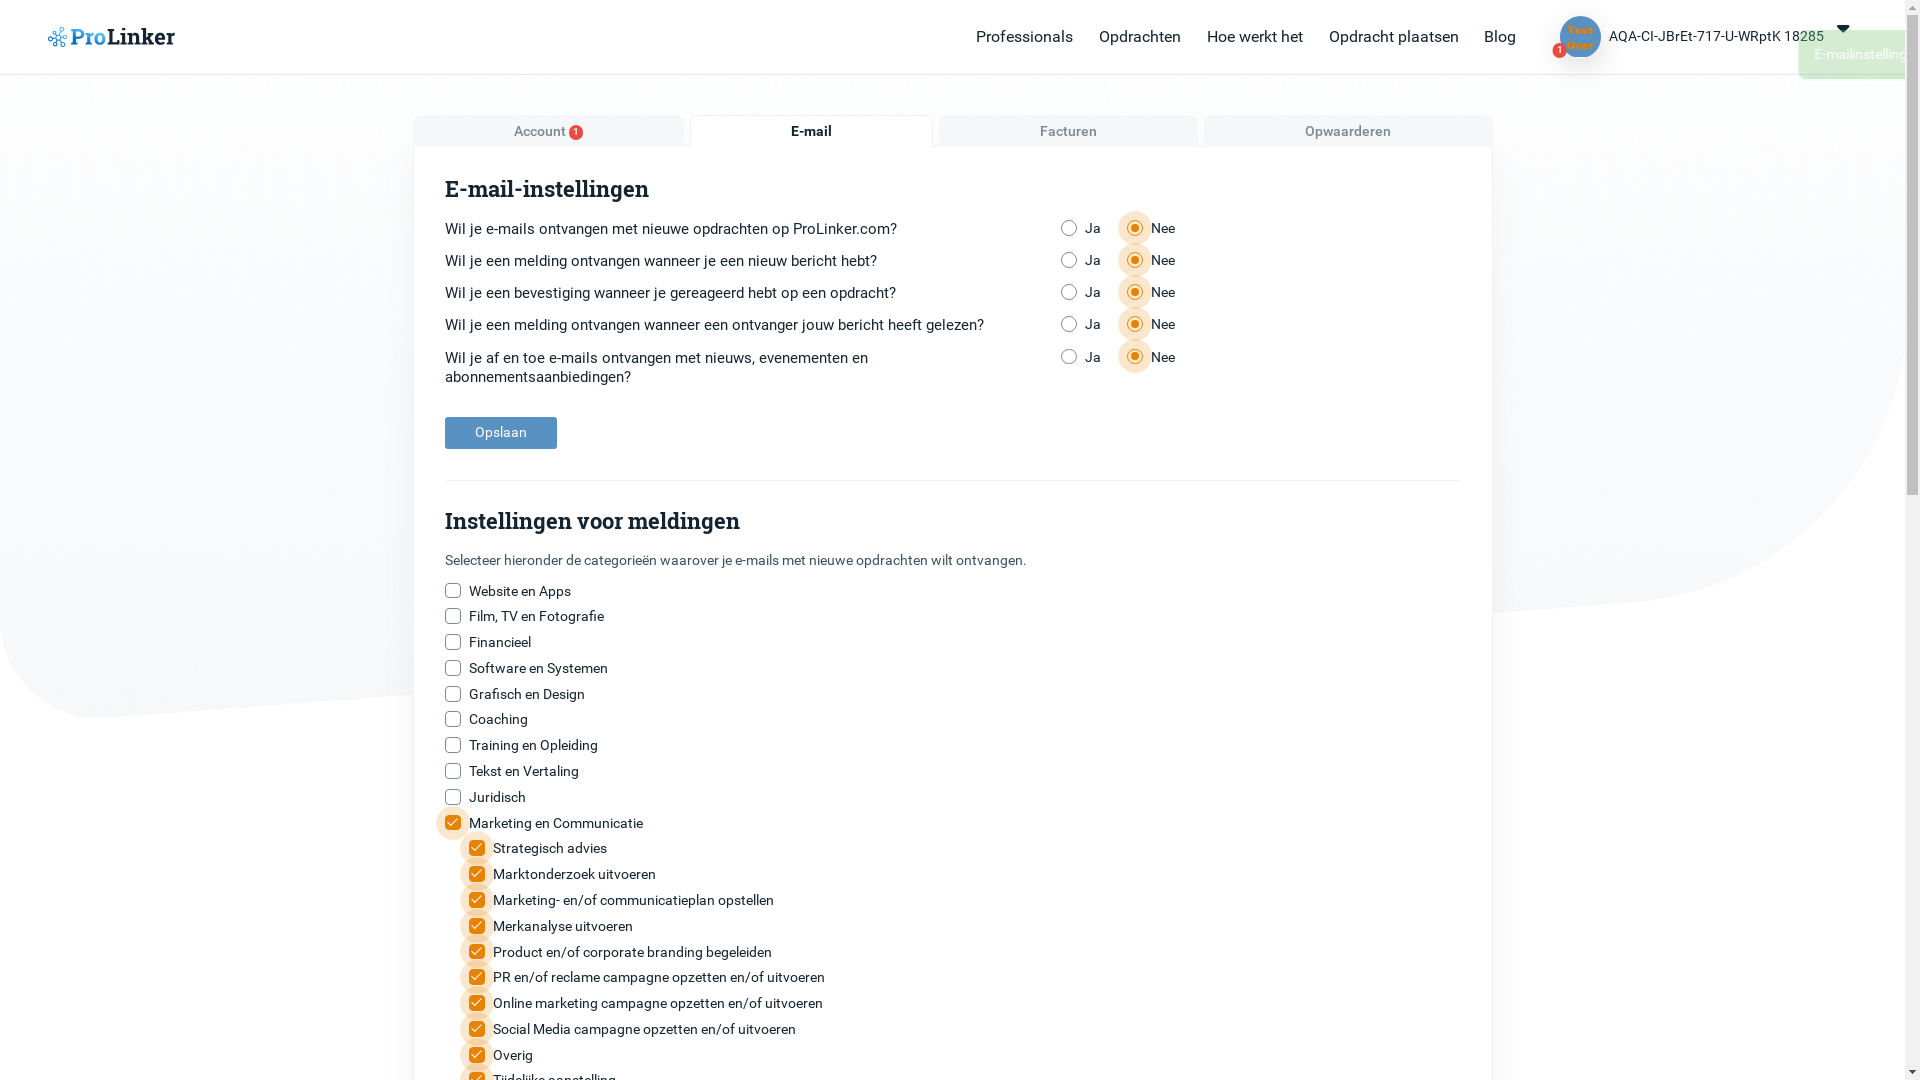 ProLinker
Professionals
Opdrachten
Hoe werkt het
Opdracht plaatsen
Blog
Test
User
1
AQA-CI-JBrEt-717-U-WRptK 18285
Account 1
E-mail
Facturen
Opwaarderen
E-mail-instellingen
Wil je e-mails ontvangen met nieuwe opdrachten op ProLinker.com?
Ja
Nee
Wil je een melding ontvangen wanneer je een nieuw bericht hebt?
Ja
Nee
Wil je een bevestiging wanneer je gereageerd hebt op een opdracht?
Ja
Nee
Wil je een melding ontvangen wanneer een ontvanger jouw bericht heeft gelezen?
Ja
Nee
Wil je af en toe e-mails ontvangen met nieuws, evenementen en
abonnementsaanbiedingen?
Ja
Nee
Opslaan
Instellingen voor meldingen
Selecteer hieronder de categorieën waarover je e-mails met nieuwe opdrachten wilt ontvangen.
Website en Apps
Film, TV en Fotografie
Financieel
Software en Systemen
Grafisch en Design
Coaching
Training en Opleiding
Tekst en Vertaling
Juridisch
Marketing en Communicatie
Strategisch advies
Marktonderzoek uitvoeren
Marketing- en/of communicatieplan opstellen
Merkanalyse uitvoeren
Product en/of corporate branding begeleiden
PR en/of reclame campagne opzetten en/of uitvoeren
Online marketing campagne opzetten en/of uitvoeren
Social Media campagne opzetten en/of uitvoeren
Overig
Tijdelijke aanstelling